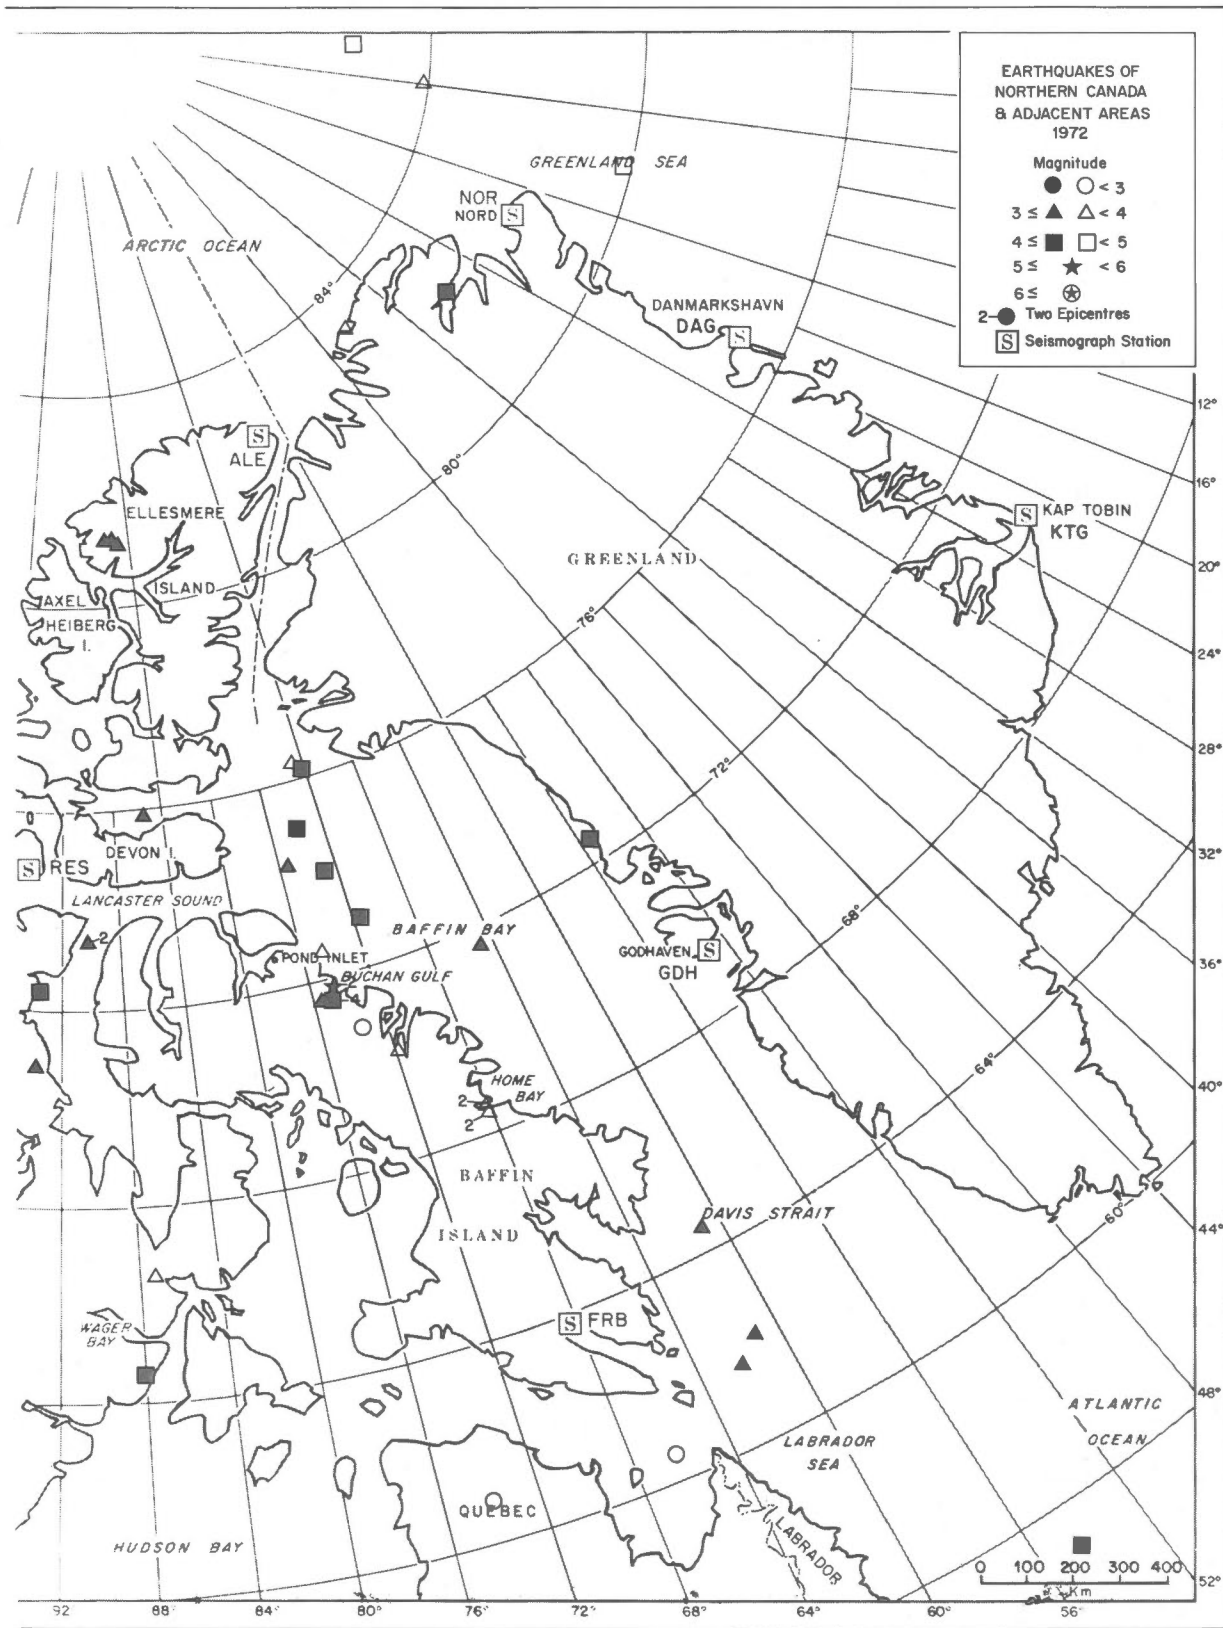 EARTHQUAKES OF
NORTHERN CANADA
& ADJACENT AREAS
1972
Magnitude
< 3
3 ≤ < 4
4 ≤ < 5
5 ≤ < 6
6 ≤
2 Two Epicentres
S Seismograph Station
GREENLAND SEA
NOR
NORD S
ARCTIC OCEAN
84°
DANMARKSHAVN
DAG S
12°
S
ALE
80°
16°
ELLESMERE
S KAP TOBIN
KTG
GREENLAND
20°
ISLAND
AXEL
HEIBERG
I.
76°
24°
28°
72°
DEVON I.
32°
S RES
LANCASTER SOUND
68°
2
BAFFIN BAY
GODHAVEN S
GDH
36°
POND INLET
BUCHAN GULF
4
64°
HOME
BAY
2
2
40°
BAFFIN
ISLAND
DAVIS STRAIT
60°
44°
WAGER
BAY
S FRB
48°
ATLANTIC
OCEAN
LABRADOR
SEA
QUEBEC
LABRADOR
HUDSON BAY
0 100 200 300 400
Km
52°
92 88° 84° 80° 76° 72° 68° 64° 60° 56°